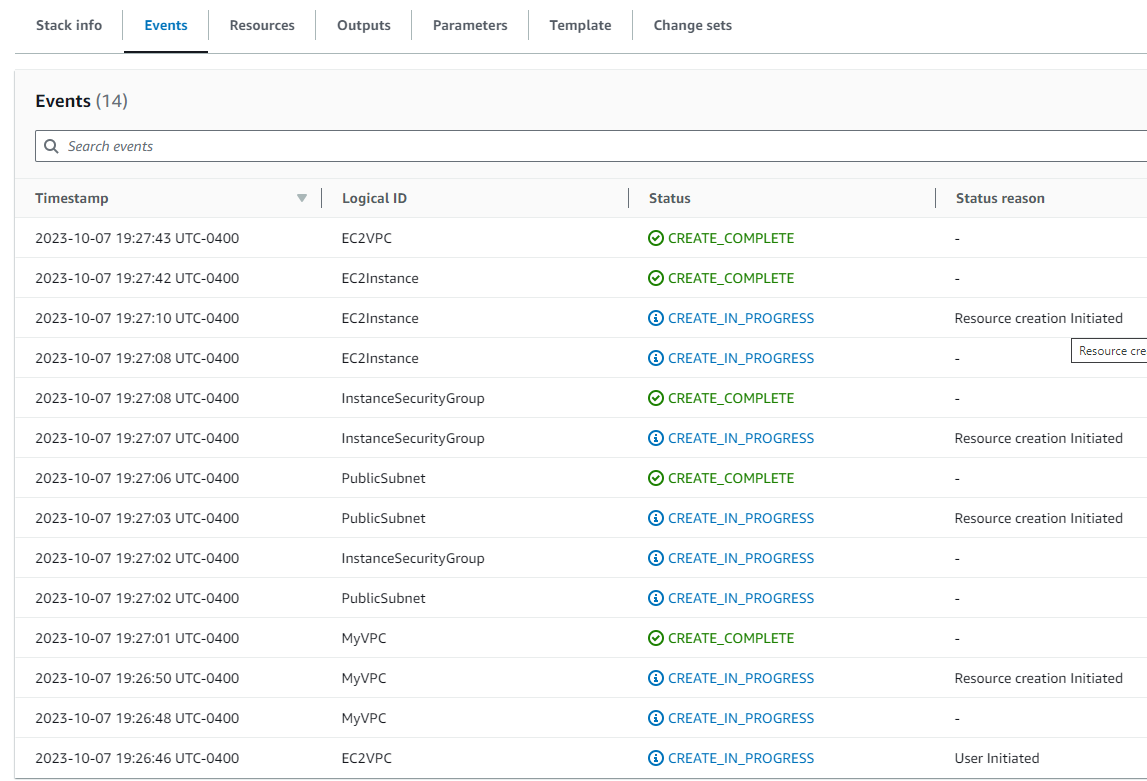 Stack info Events Resources Outputs Parameters Template Change sets
Events (14)
Search events
Timestamp Logical ID Status Status reason
2023-10-07 19:27:43 UTC-0400 EC2VPC CREATE_COMPLETE -
2023-10-07 19:27:42 UTC-0400 EC2Instance CREATE_COMPLETE -
2023-10-07 19:27:10 UTC-0400 EC2Instance CREATE_IN_PROGRESS Resource creation Initiated
2023-10-07 19:27:08 UTC-0400 EC2Instance CREATE_IN_PROGRESS - Resource cre
2023-10-07 19:27:08 UTC-0400 InstanceSecurityGroup CREATE_COMPLETE -
2023-10-07 19:27:07 UTC-0400 InstanceSecurityGroup CREATE_IN_PROGRESS Resource creation Initiated
2023-10-07 19:27:06 UTC-0400 PublicSubnet CREATE_COMPLETE -
2023-10-07 19:27:03 UTC-0400 PublicSubnet CREATE_IN_PROGRESS Resource creation Initiated
2023-10-07 19:27:02 UTC-0400 InstanceSecurityGroup CREATE_IN_PROGRESS -
2023-10-07 19:27:02 UTC-0400 PublicSubnet CREATE_IN_PROGRESS -
2023-10-07 19:27:01 UTC-0400 MyVPC CREATE_COMPLETE -
2023-10-07 19:26:50 UTC-0400 MyVPC CREATE_IN_PROGRESS Resource creation Initiated
2023-10-07 19:26:48 UTC-0400 MyVPC CREATE_IN_PROGRESS -
2023-10-07 19:26:46 UTC-0400 EC2VPC CREATE_IN_PROGRESS User Initiated